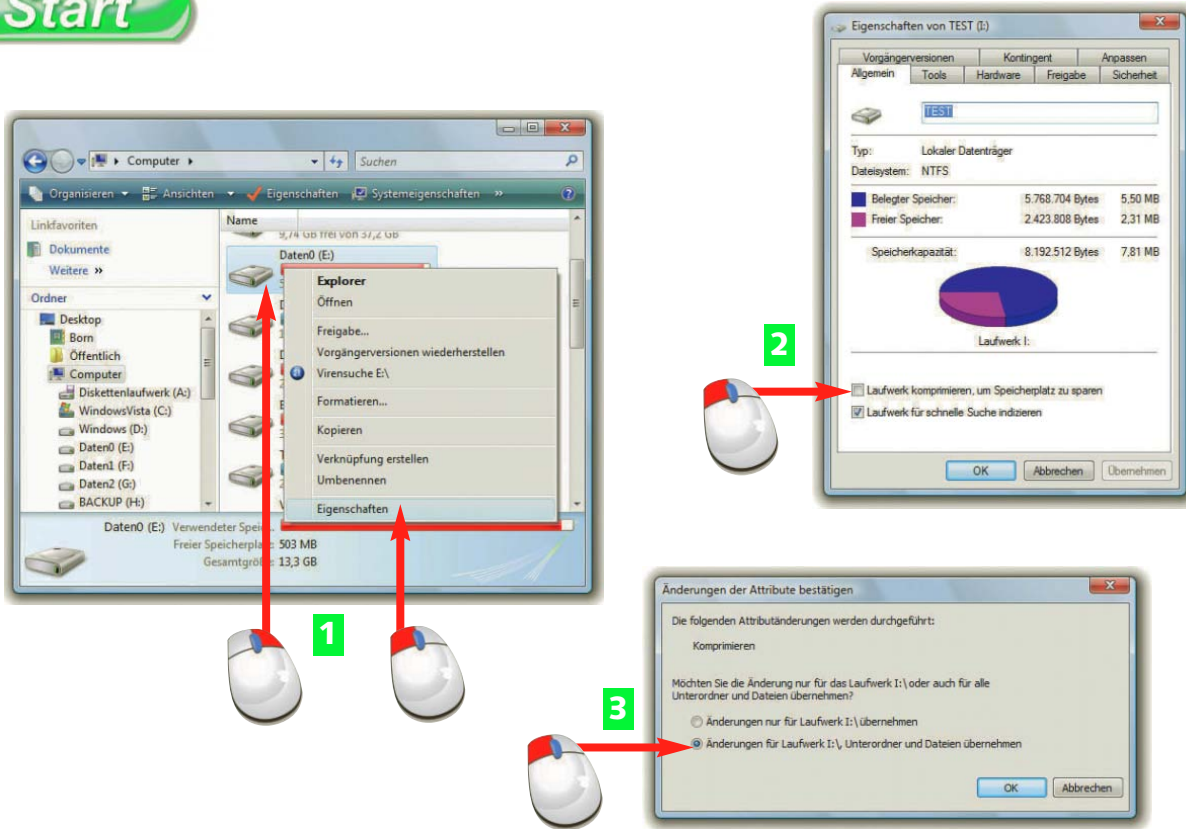 Start
Computer
Suchen
Organisieren Ansichten Eigenschaften Systemeigenschaften »
Linkfavoriten
Dokumente
Weitere »
Ordner
Desktop
Born
Öffentlich
Computer
Diskettenlaufwerk (A:)
WindowsVista (C:)
Windows (D:)
Daten0 (E:)
Daten1 (F:)
Daten2 (G:)
BACKUP (H:)
Name
9,74 GB frei von 37,2 GB
Daten0 (E:)
Explorer
Öffnen
Freigabe...
Vorgängerversionen wiederherstellen
Virensuche E:\
Formatieren...
Kopieren
Verknüpfung erstellen
Umbenennen
Eigenschaften
Daten0 (E:) Verwendeter
Freier 503 MB
13,3 GB
1
Eigenschaften von TEST (I:)
Vorgängerversionen Kontingent Anpassen
Allgemein Tools Hardware Freigabe Sicherheit
TEST
Typ: Lokaler Datenträger
Dateisystem: NTFS
Belegter Speicher: 5.768.704 Bytes 5,50 MB
Freier Speicher: 2.423.808 Bytes 2,31 MB
Speicherkapazität: 8.192.512 Bytes 7,81 MB
Laufwerk I:
2
Laufwerk komprimieren, um Speicherplatz zu sparen
Laufwerk für schnelle Suche indizieren
OK Abbrechen Übernehmen
Änderungen der Attribute bestätigen
Die folgenden Attributänderungen werden durchgeführt:
Komprimieren
Möchten Sie die Änderung nur für das Laufwerk I:\ oder auch für alle
Unterordner und Dateien übernehmen?
3
Änderungen nur für Laufwerk I:\ übernehmen
Änderungen für Laufwerk I:\, Unterordner und Dateien übernehmen
OK Abbrechen